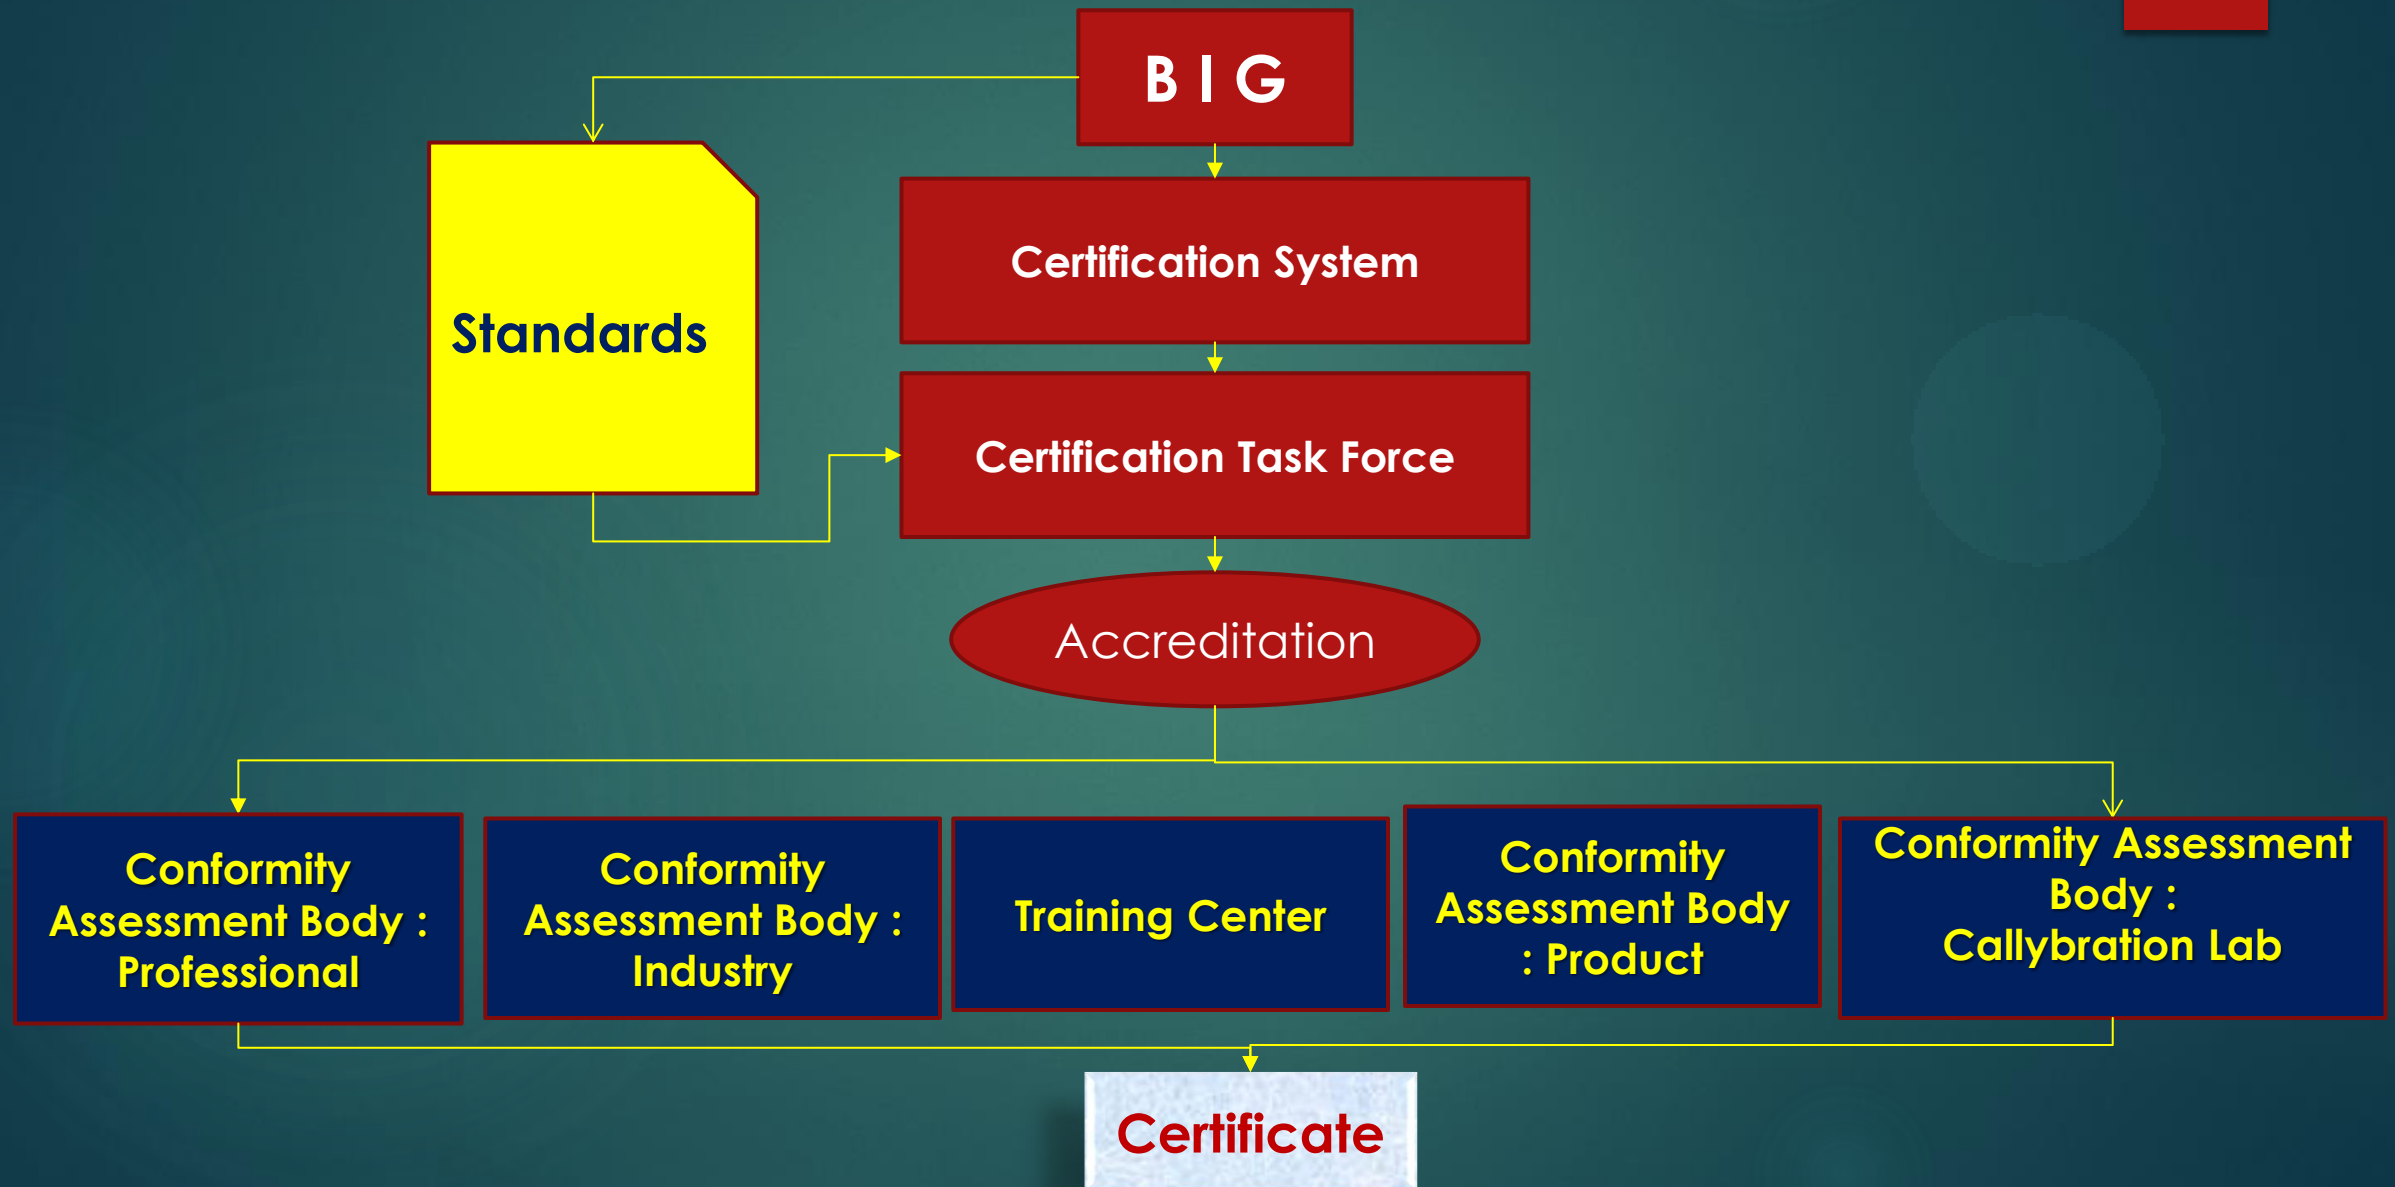 B I G
Certification System
Standards
Certification Task Force
Accreditation
Conformity
Assessment Body :
Professional
Conformity
Assessment Body :
Industry
Training Center
Conformity
Assessment Body
: Product
Conformity Assessment
Body :
Callybration Lab
Certificate